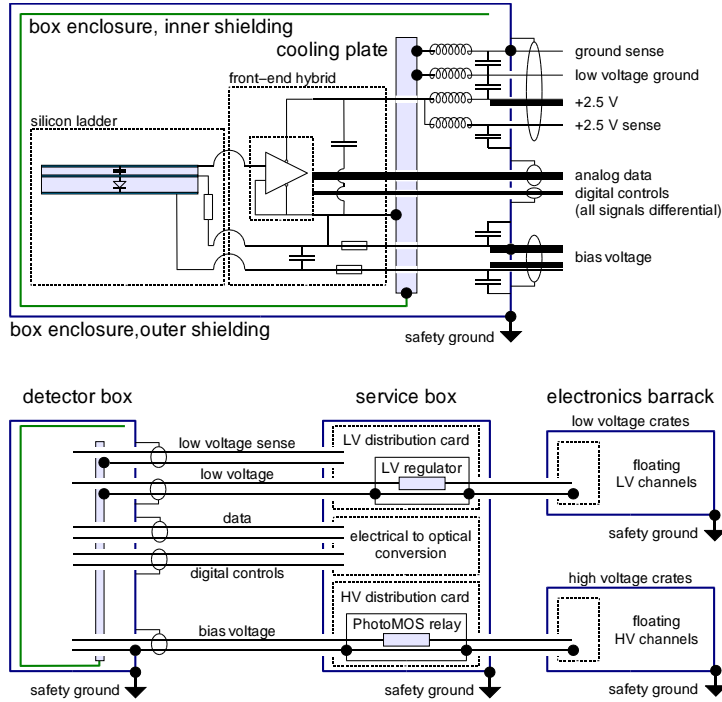 box enclosure, inner shielding
cooling plate
front–end hybrid
silicon ladder
ground sense
low voltage ground
+2.5 V
+2.5 V sense
analog data
digital controls
(all signals differential)
bias voltage
box enclosure,outer shielding
safety ground
detector box
service box
electronics barrack
low voltage crates
low voltage sense
LV distribution card
LV regulator
low voltage
floating
LV channels
data
electrical to optical
conversion
safety ground
digital controls
high voltage crates
HV distribution card
PhotoMOS relay
bias voltage
floating
HV channels
safety ground
safety ground
safety ground